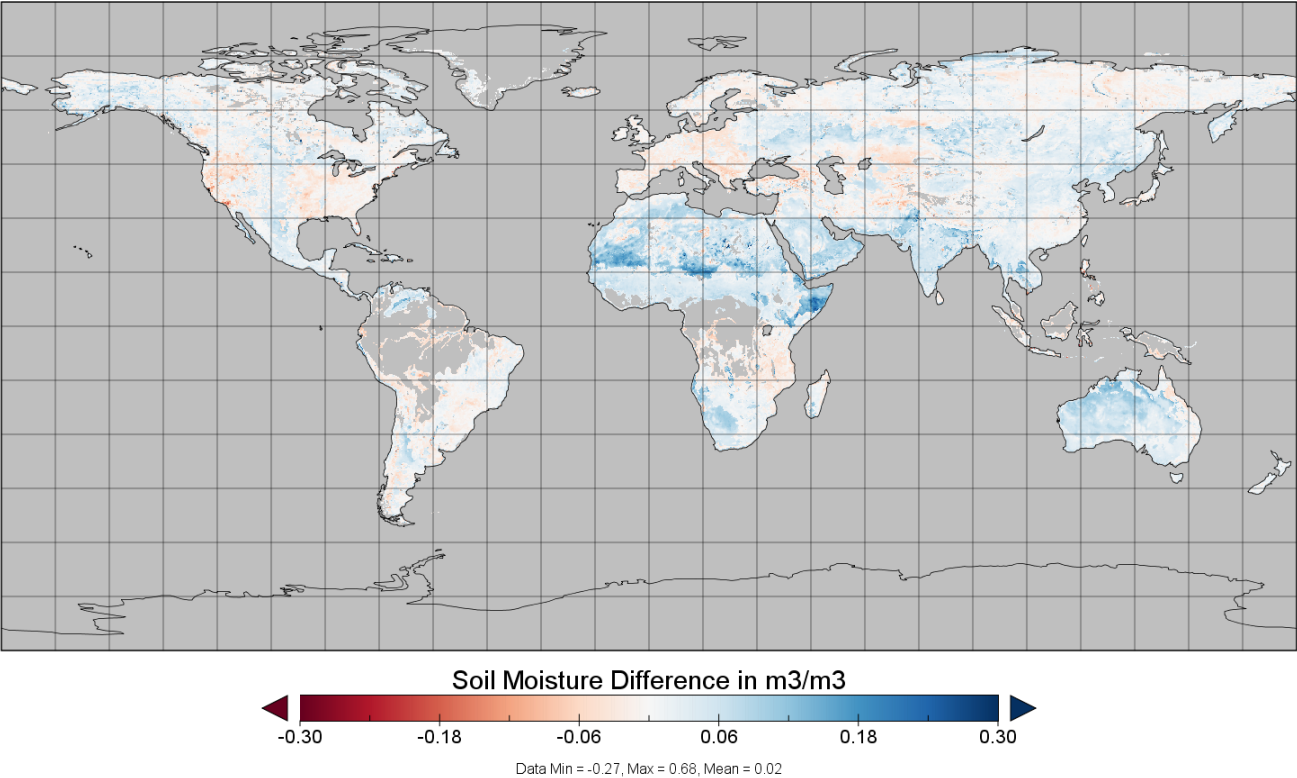 Soil Moisture Difference in m3/m3
-0.30 -0.18 -0.06 0.06 0.18 0.30
Data Min = -0.27, Max = 0.68, Mean = 0.02